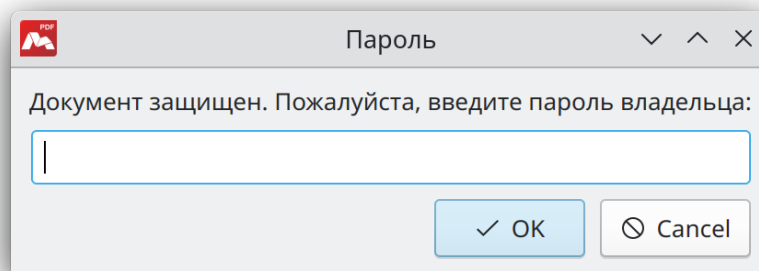 PDF
Пароль
Документ защищен. Пожалуйста, введите пароль владельца:
OK
Cancel